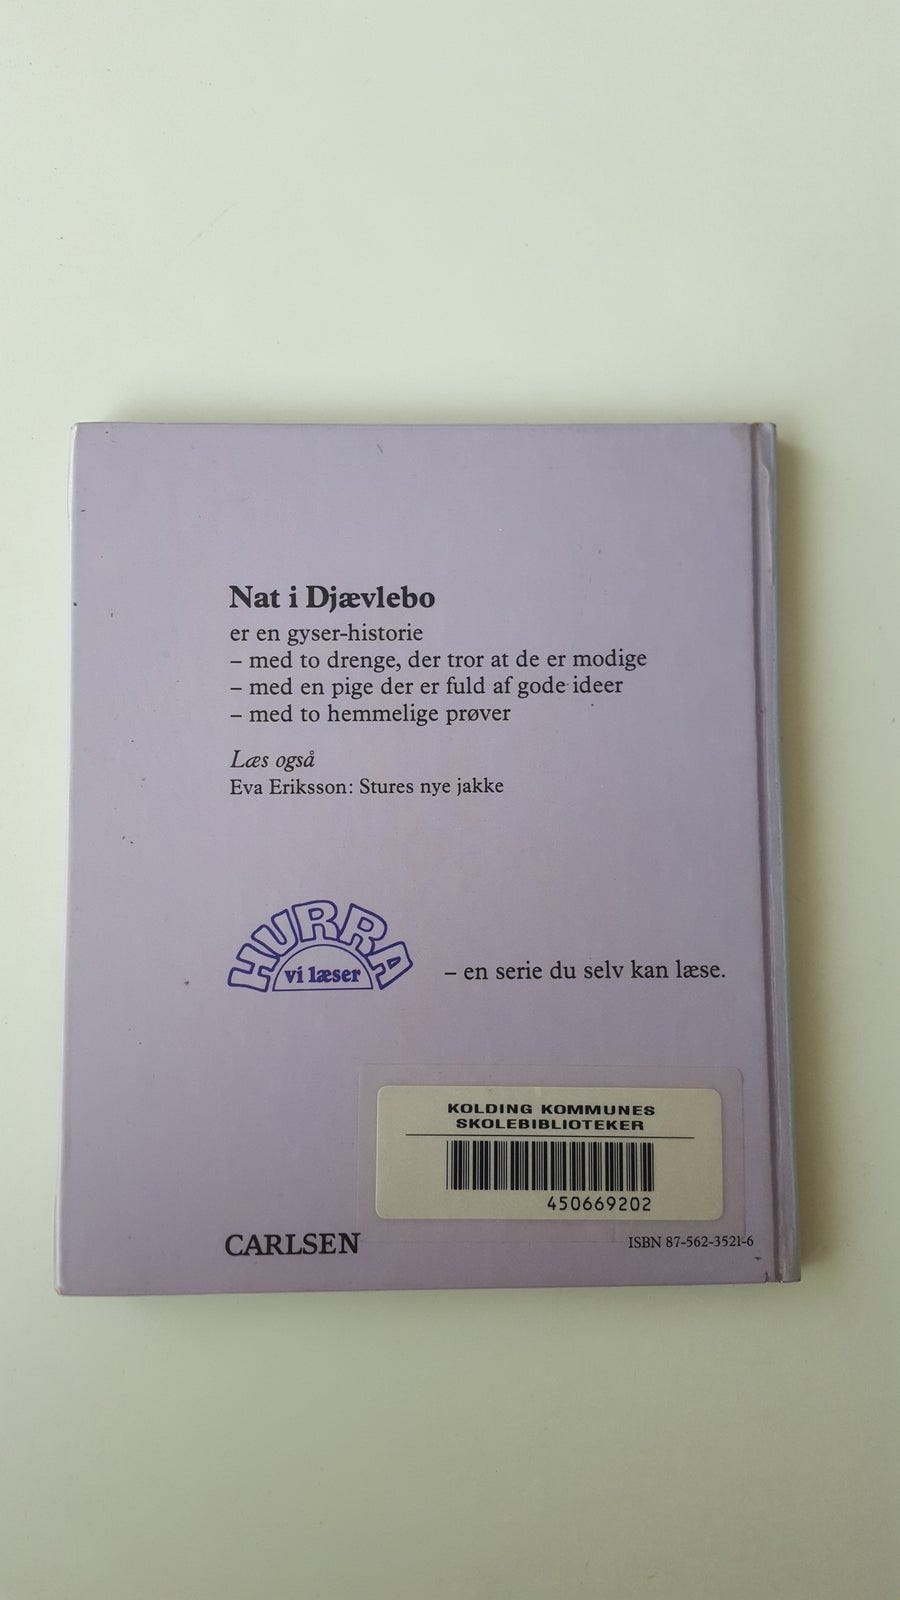 Nat i Djævlebo
er en gyser-historie
– med to drenge, der tror at de er modige
– med en pige der er fuld af gode ideer
– med to hemmelige prøver
Læs også
Eva Eriksson: Stures nye jakke
HURRA
vi læser
– en serie du selv kan læse.
KOLDING KOMMUNES
SKOLEBIBLIOTEKER
450669202
CARLSEN
ISBN 87-562-3521-6